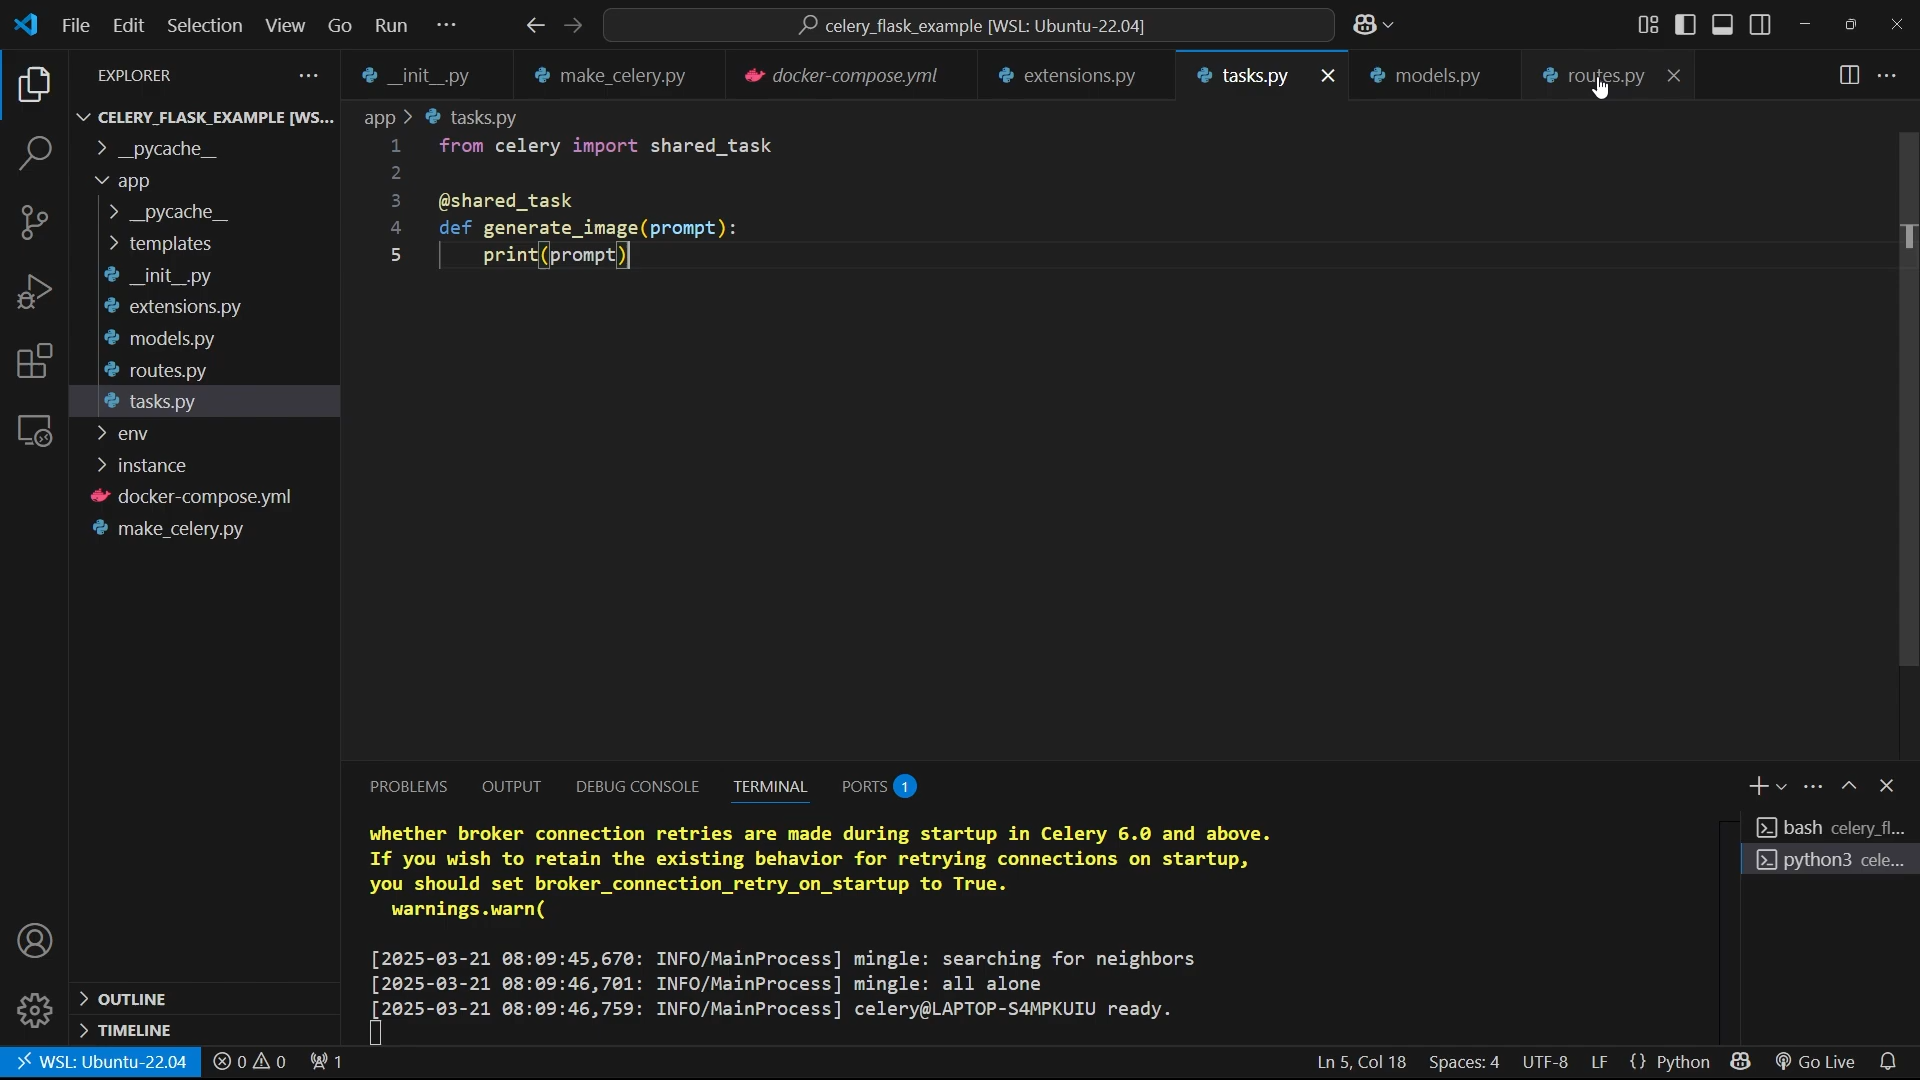 File Edit Selection View Go Run ···
celery_flask_example [WSL: Ubuntu-22.04]
EXPLORER
__init__.py
make_celery.py
docker-compose.yml
extensions.py
tasks.py
models.py
routes.py
CELERY_FLASK_EXAMPLE [WS...
app > tasks.py
__pycache__
app
__pycache__
templates
__init__.py
extensions.py
models.py
routes.py
tasks.py
env
instance
docker-compose.yml
make_celery.py
OUTLINE
TIMELINE
1 from celery import shared_task
2
3 @shared_task
4 def generate_image(prompt):
5 print(prompt)
PROBLEMS OUTPUT DEBUG CONSOLE TERMINAL PORTS 1
whether broker connection retries are made during startup in Celery 6.0 and above.
If you wish to retain the existing behavior for retrying connections on startup,
you should set broker_connection_retry_on_startup to True.
warnings.warn(
[2025-03-21 08:09:45,670: INFO/MainProcess] mingle: searching for neighbors
[2025-03-21 08:09:46,701: INFO/MainProcess] mingle: all alone
[2025-03-21 08:09:46,759: INFO/MainProcess] celery@LAPTOP-S4MPKUIU ready.
bash celery_fl...
python3 cele...
WSL: Ubuntu-22.04 0 0 1 Ln 5, Col 18 Spaces: 4 UTF-8 LF {} Python Go Live